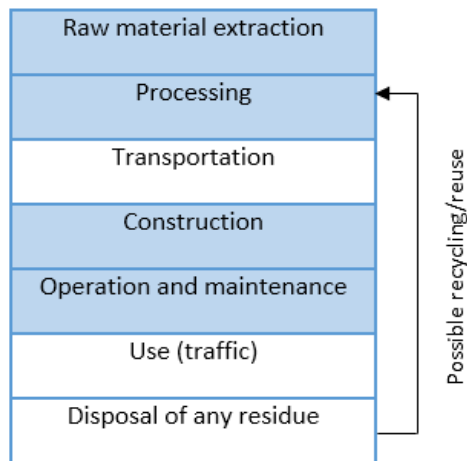 Raw material extraction
Processing
Transportation
Construction
Operation and maintenance
Use (traffic)
Disposal of any residue
Possible recycling/reuse